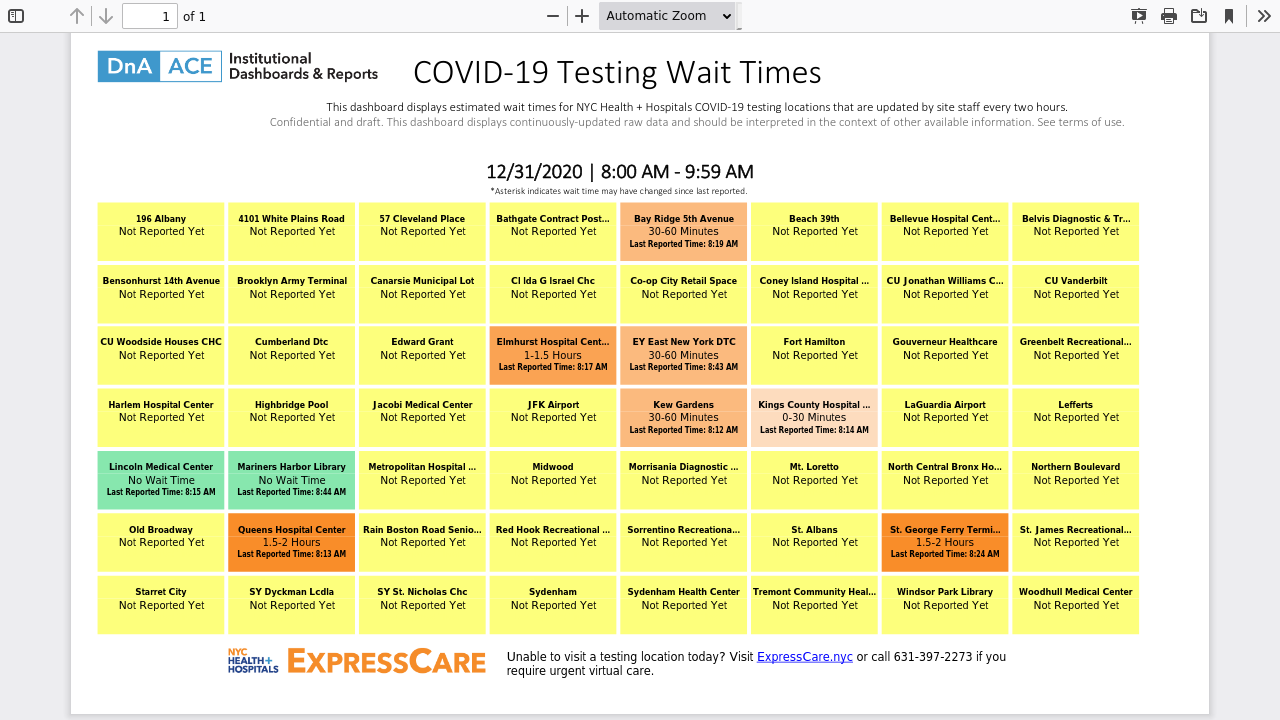 1 of 1 Automatic Zoom
DnA ACE Institutional
Dashboards & Reports
COVID-19 Testing Wait Times
This dashboard displays estimated wait times for NYC Health + Hospitals COVID-19 testing locations that are updated by site staff every two hours.
Confidential and draft. This dashboard displays continuously-updated raw data and should be interpreted in the context of other available information. See terms of use.
12/31/2020 | 8:00 AM - 9:59 AM
*Asterisk indicates wait time may have changed since last reported.
196 Albany 4101 White Plains Road 57 Cleveland Place Bathgate Contract Post... Bay Ridge 5th Avenue Beach 39th Bellevue Hospital Cent... Belvis Diagnostic & Tr...
Not Reported Yet Not Reported Yet Not Reported Yet Not Reported Yet 30-60 Minutes Not Reported Yet Not Reported Yet Not Reported Yet
Last Reported Time: 8:19 AM
Bensonhurst 14th Avenue Brooklyn Army Terminal Canarsie Municipal Lot CI Ida G Israel Chc Co-op City Retail Space Coney Island Hospital ... CU Jonathan Williams C... CU Vanderbilt
Not Reported Yet Not Reported Yet Not Reported Yet Not Reported Yet Not Reported Yet Not Reported Yet Not Reported Yet Not Reported Yet
CU Woodside Houses CHC Cumberland Dtc Edward Grant Elmhurst Hospital Cent... EY East New York DTC Fort Hamilton Gouverneur Healthcare Greenbelt Recreational...
Not Reported Yet Not Reported Yet Not Reported Yet 1-1.5 Hours 30-60 Minutes Not Reported Yet Not Reported Yet Not Reported Yet
Last Reported Time: 8:17 AM Last Reported Time: 8:43 AM
Harlem Hospital Center Highbridge Pool Jacobi Medical Center JFK Airport Kew Gardens Kings County Hospital ... LaGuardia Airport Lefferts
Not Reported Yet Not Reported Yet Not Reported Yet Not Reported Yet 30-60 Minutes 0-30 Minutes Not Reported Yet Not Reported Yet
Last Reported Time: 8:12 AM Last Reported Time: 8:14 AM
Lincoln Medical Center Mariners Harbor Library Metropolitan Hospital ... Midwood Morrisania Diagnostic ... Mt. Loretto North Central Bronx Ho... Northern Boulevard
No Wait Time No Wait Time Not Reported Yet Not Reported Yet Not Reported Yet Not Reported Yet Not Reported Yet Not Reported Yet
Last Reported Time: 8:15 AM Last Reported Time: 8:44 AM
Old Broadway Queens Hospital Center Rain Boston Road Senio... Red Hook Recreational ... Sorrentino Recreationa... St. Albans St. George Ferry Termi... St. James Recreational...
Not Reported Yet 1.5-2 Hours Not Reported Yet Not Reported Yet Not Reported Yet Not Reported Yet 1.5-2 Hours Not Reported Yet
Last Reported Time: 8:13 AM Last Reported Time: 8:24 AM
Starret City SY Dyckman Lcdla SY St. Nicholas Chc Sydenham Sydenham Health Center Tremont Community Heal... Windsor Park Library Woodhull Medical Center
Not Reported Yet Not Reported Yet Not Reported Yet Not Reported Yet Not Reported Yet Not Reported Yet Not Reported Yet Not Reported Yet
NYC
HEALTH+
HOSPITALS
EXPRESSCARE
Unable to visit a testing location today? Visit ExpressCare.nyc or call 631-397-2273 if you
require urgent virtual care.